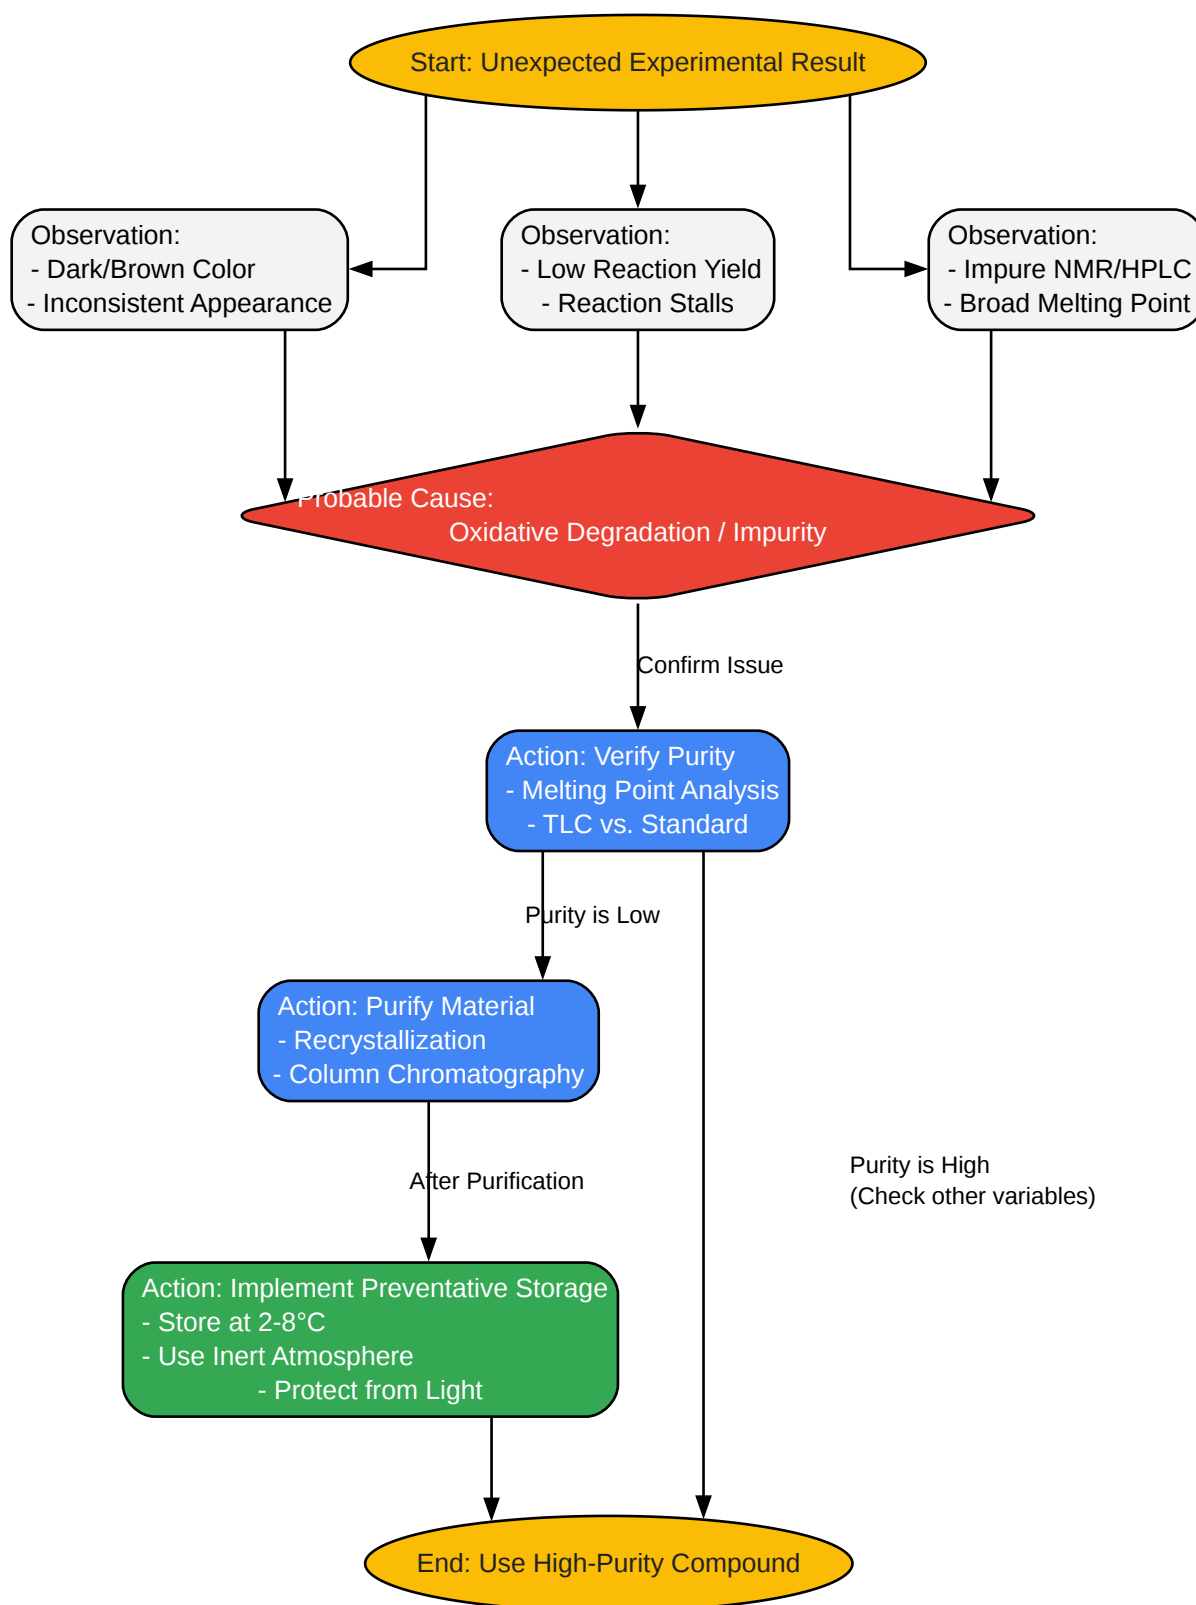 Start: Unexpected Experimental Result
Observation:
- Dark/Brown Color
- Inconsistent Appearance
Observation:
- Low Reaction Yield
- Reaction Stalls
Observation:
- Impure NMR/HPLC
- Broad Melting Point
Probable Cause:
Oxidative Degradation / Impurity
Confirm Issue
Action: Verify Purity
- Melting Point Analysis
- TLC vs. Standard
Purity is Low
Action: Purify Material
- Recrystallization
- Column Chromatography
After Purification
Purity is High
(Check other variables)
Action: Implement Preventative Storage
- Store at 2-8°C
- Use Inert Atmosphere
- Protect from Light
End: Use High-Purity Compound